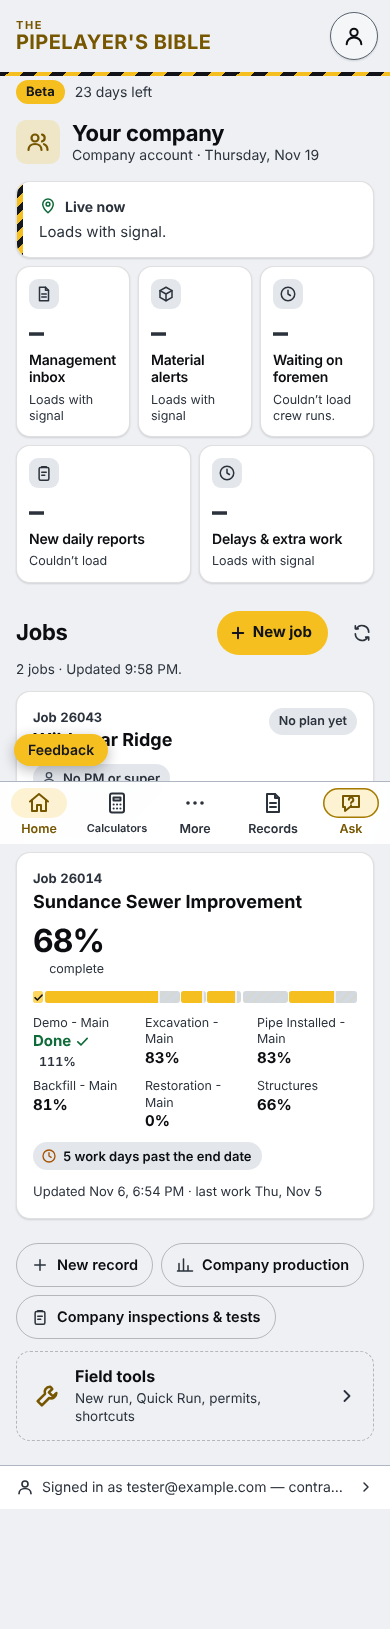 THE
PIPELAYER'S BIBLE
Beta 23 days left
Your company
Company account · Thursday, Nov 19
Live now
Loads with signal.
–
Management inbox
Loads with signal
–
Material alerts
Loads with signal
–
Waiting on foremen
Couldn't load crew runs.
–
New daily reports
Couldn't load
–
Delays & extra work
Loads with signal
Jobs
New job
2 jobs · Updated 9:58 PM.
Job 26043
No plan yet
Ridge
Feedback
No PM or super
Home
Calculators
More
Records
Ask
Job 26014
Sundance Sewer Improvement
68%
complete
Demo - Main
Done
111%
Excavation - Main
83%
Pipe Installed - Main
83%
Backfill - Main
81%
Restoration - Main
0%
Structures
66%
5 work days past the end date
Updated Nov 6, 6:54 PM · last work Thu, Nov 5
New record
Company production
Company inspections & tests
Field tools
New run, Quick Run, permits,
shortcuts
Signed in as tester@example.com — contra...